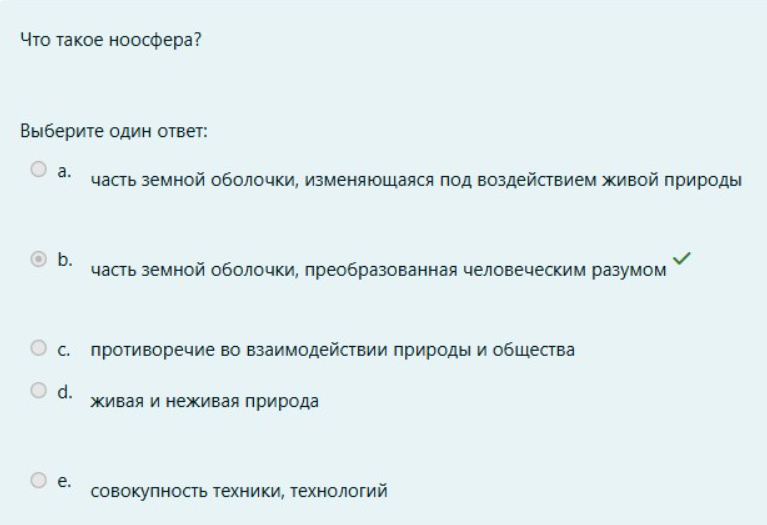 Что такое ноосфера?
Выберите один ответ:
a. часть земной оболочки, изменяющаяся под воздействием живой природы
b. часть земной оболочки, преобразованная человеческим разумом
c. противоречие во взаимодействии природы и общества
d. живая и неживая природа
e. совокупность техники, технологий